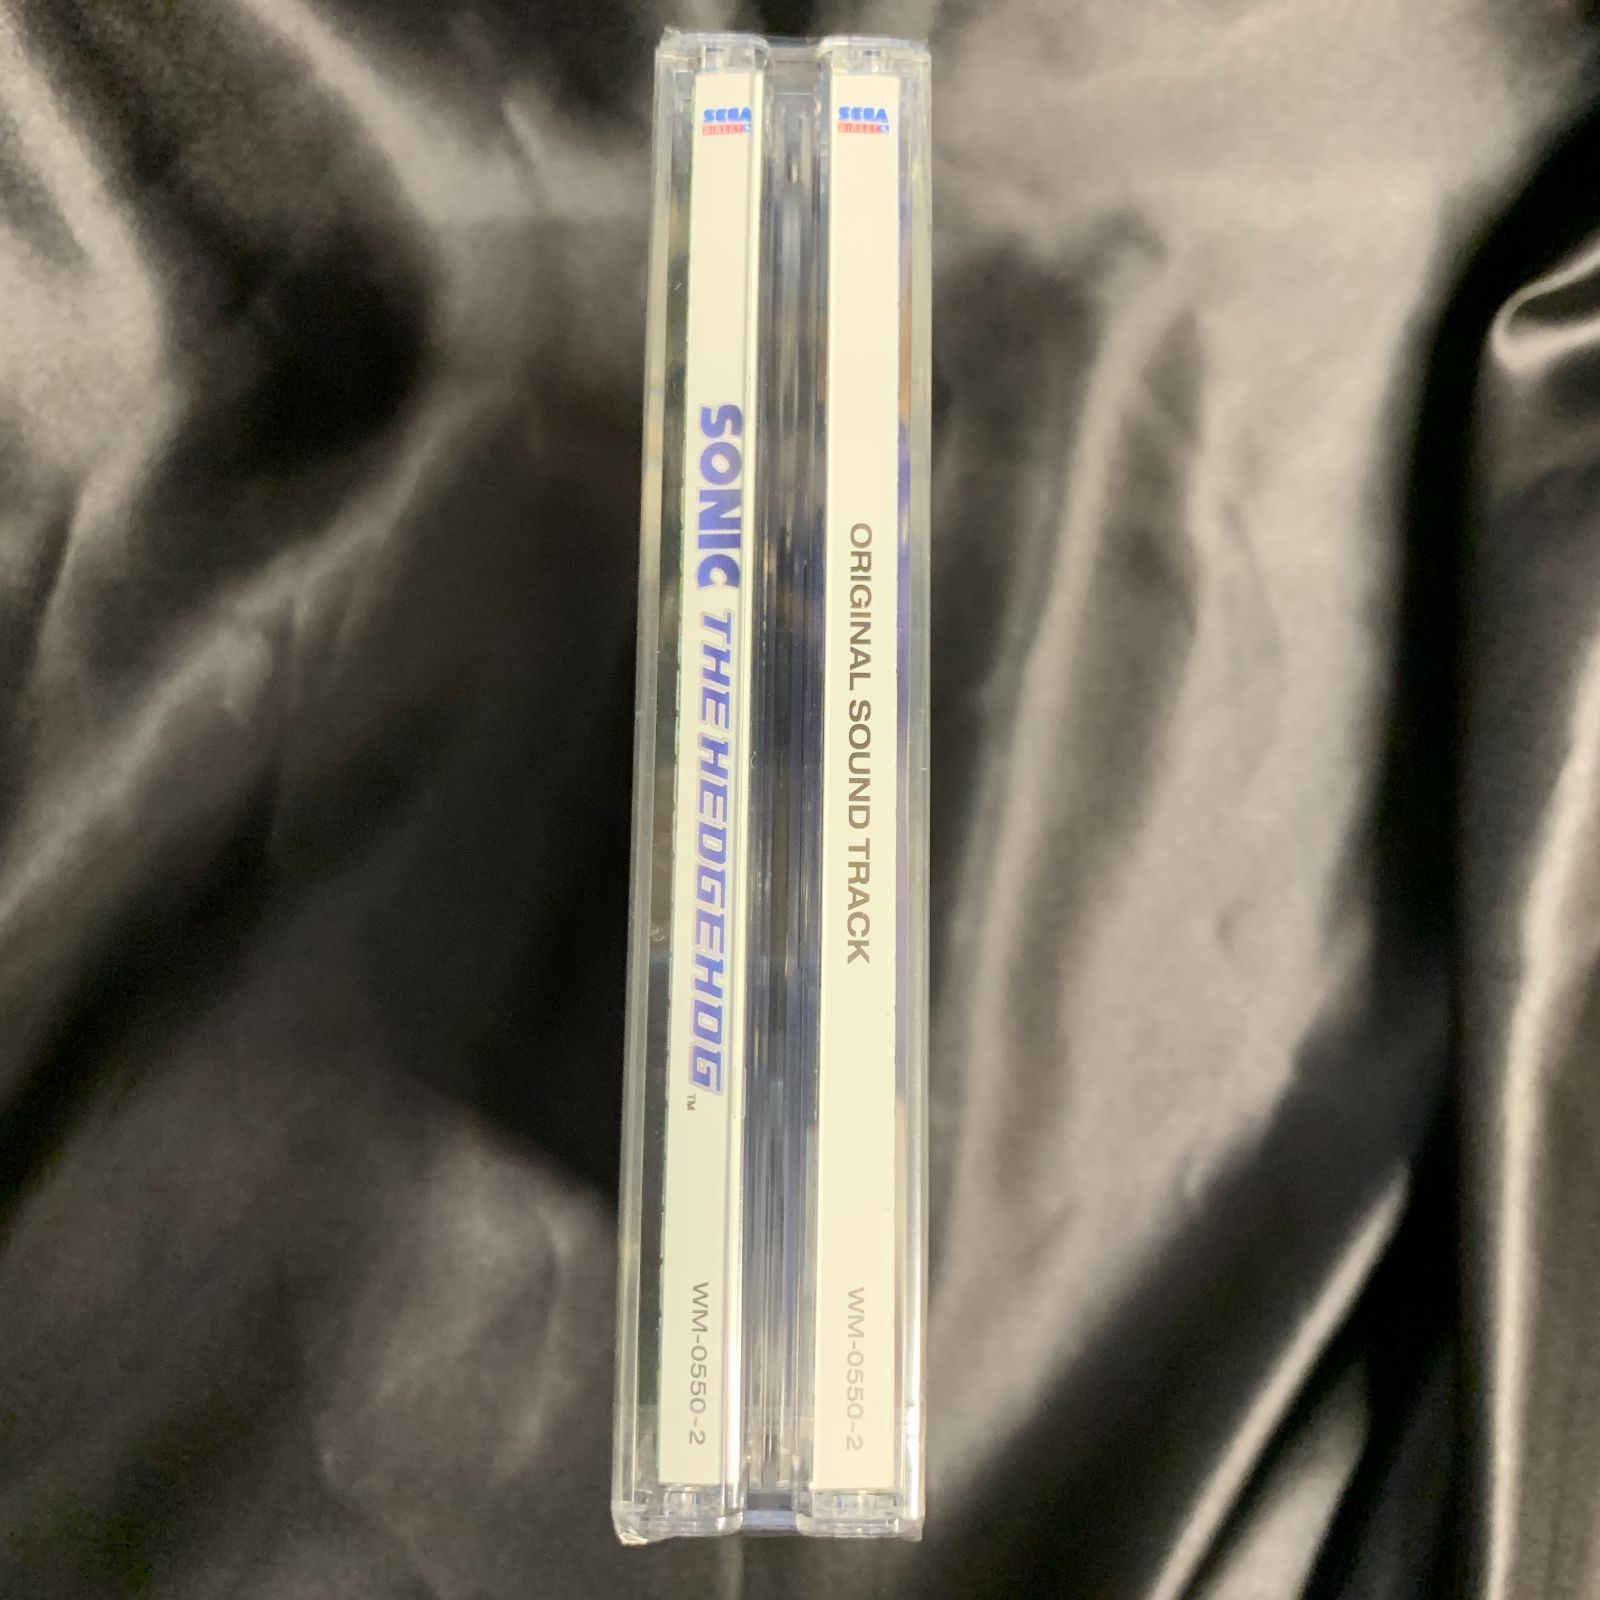 SEGA
DIRECT
SONIC THE HEDGEHOG™
WM-0550~2
SEGA
DIRECT
ORIGINAL SOUND TRACK
WM-0550~2